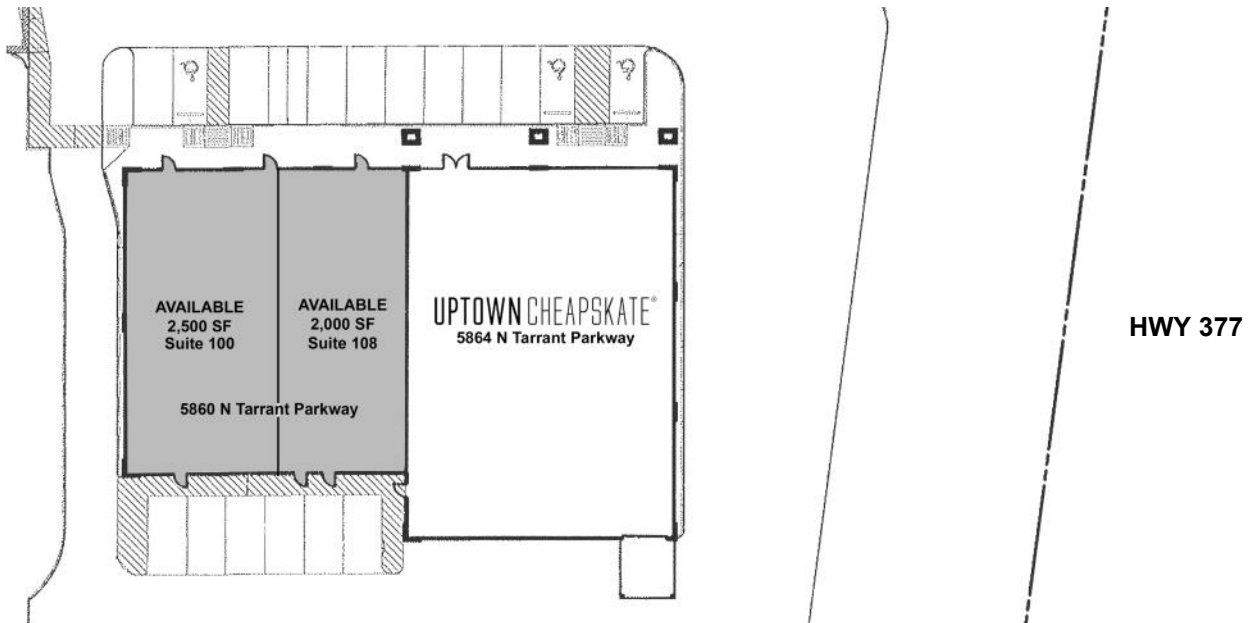 AVAILABLE
2,500 SF
Suite 100
AVAILABLE
2,000 SF
Suite 108
5860 N Tarrant Parkway
UPTOWN CHEAPSKATE®
5864 N Tarrant Parkway
HWY 377